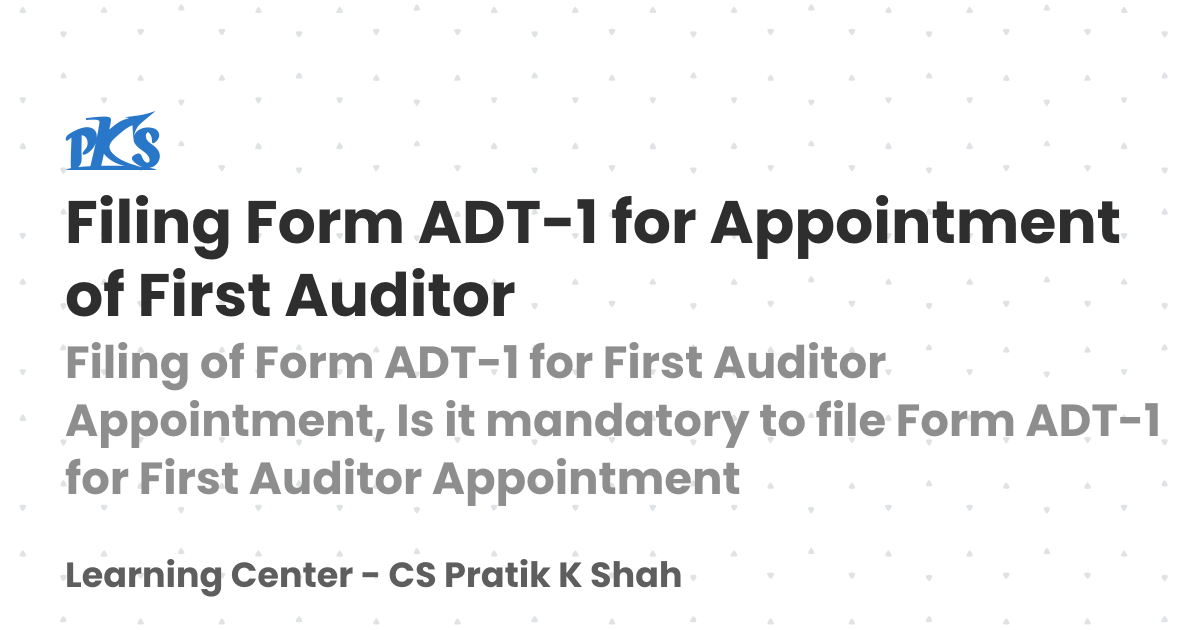 PKS
Filing Form ADT-1 for Appointment
of First Auditor
Filing of Form ADT-1 for First Auditor
Appointment, Is it mandatory to file Form ADT-1
for First Auditor Appointment
Learning Center - CS Pratik K Shah